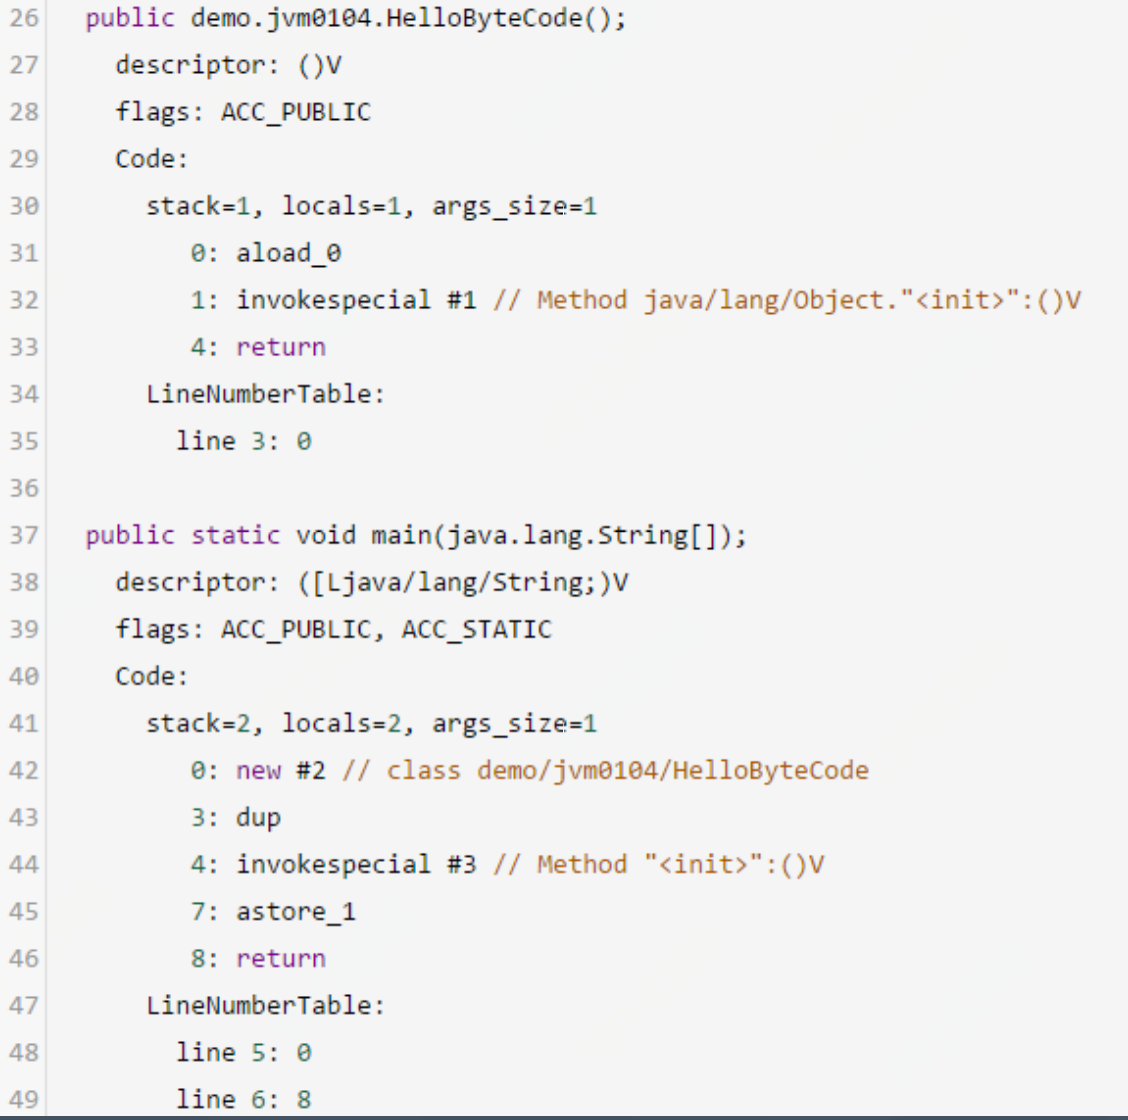 26 public demo.jvm0104.HelloByteCode();
27 descriptor: ()V
28 flags: ACC_PUBLIC
29 Code:
30 stack=1, locals=1, args_size=1
31 0: aload_0
32 1: invokespecial #1 // Method java/lang/Object."<init>":()V
33 4: return
34 LineNumberTable:
35 line 3: 0
36
37 public static void main(java.lang.String[]);
38 descriptor: ([Ljava/lang/String;)V
39 flags: ACC_PUBLIC, ACC_STATIC
40 Code:
41 stack=2, locals=2, args_size=1
42 0: new #2 // class demo/jvm0104/HelloByteCode
43 3: dup
44 4: invokespecial #3 // Method "<init>":()V
45 7: astore_1
46 8: return
47 LineNumberTable:
48 line 5: 0
49 line 6: 8